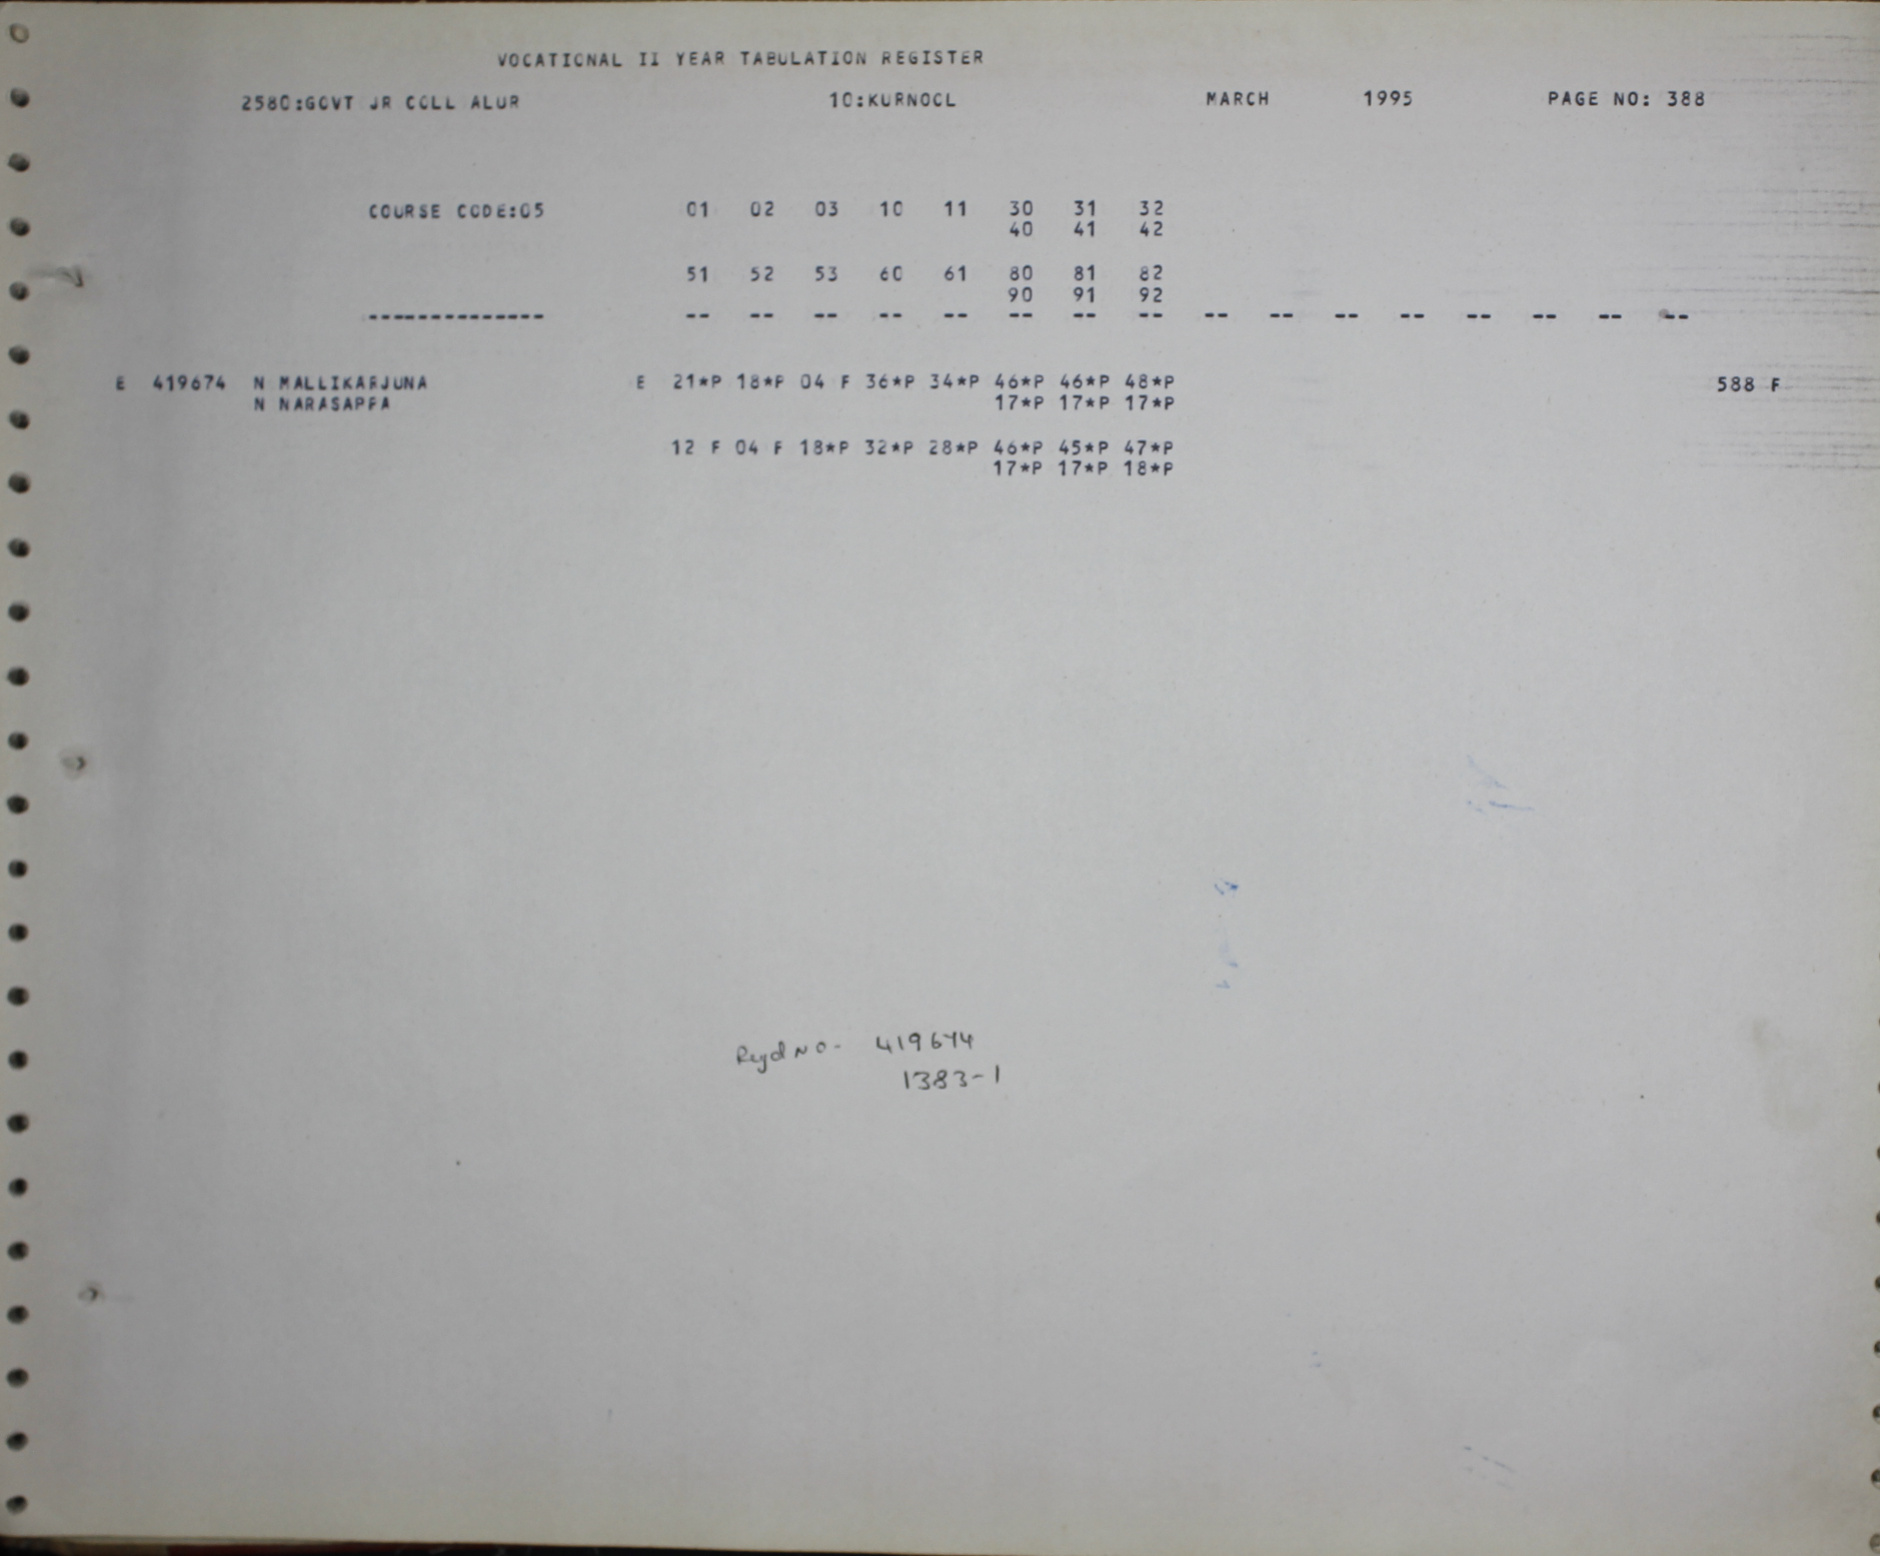 VOCATIONAL II YEAR TABULATION REGISTER
2580:GOVT JR COLL ALUR 10:KURNOOL MARCH 1995 PAGE NO: 388
COURSE CODE:05 01 02 03 10 11 30 31 32
40 41 42
51 52 53 60 61 80 81 82
90 91 92
-------------- -- -- -- -- -- -- -- -- -- -- -- -- -- -- -- --
E 419674 N MALLIKARJUNA E 21*P 18*P 04 F 36*P 34*P 46*P 46*P 48*P 588 F
N NARASAPPA 17*P 17*P 17*P
12 F 04 F 18*P 32*P 28*P 46*P 45*P 47*P
17*P 17*P 18*P
Regd NO- 419674
1383-1